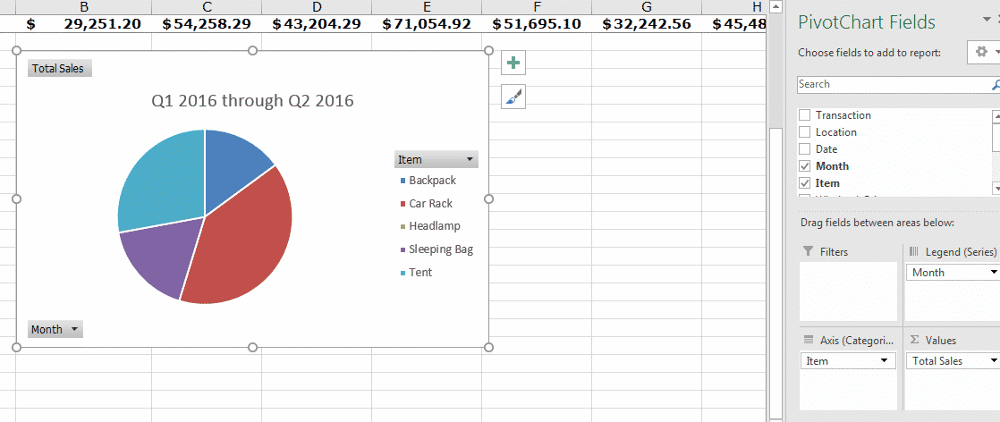 B C D E F G H
$ 29,251.20 $54,258.29 $43,204.29 $71,054.92 $51,695.10 $32,242.56 $45,48
Total Sales
Q1 2016 through Q2 2016
Item
Backpack
Car Rack
Headlamp
Sleeping Bag
Tent
Month
PivotChart Fields
Choose fields to add to report:
Search
Transaction
Location
Date
Month
Item
Drag fields between areas below:
Filters
Legend (Series)
Month
Axis (Categori...
Σ Values
Item
Total Sales